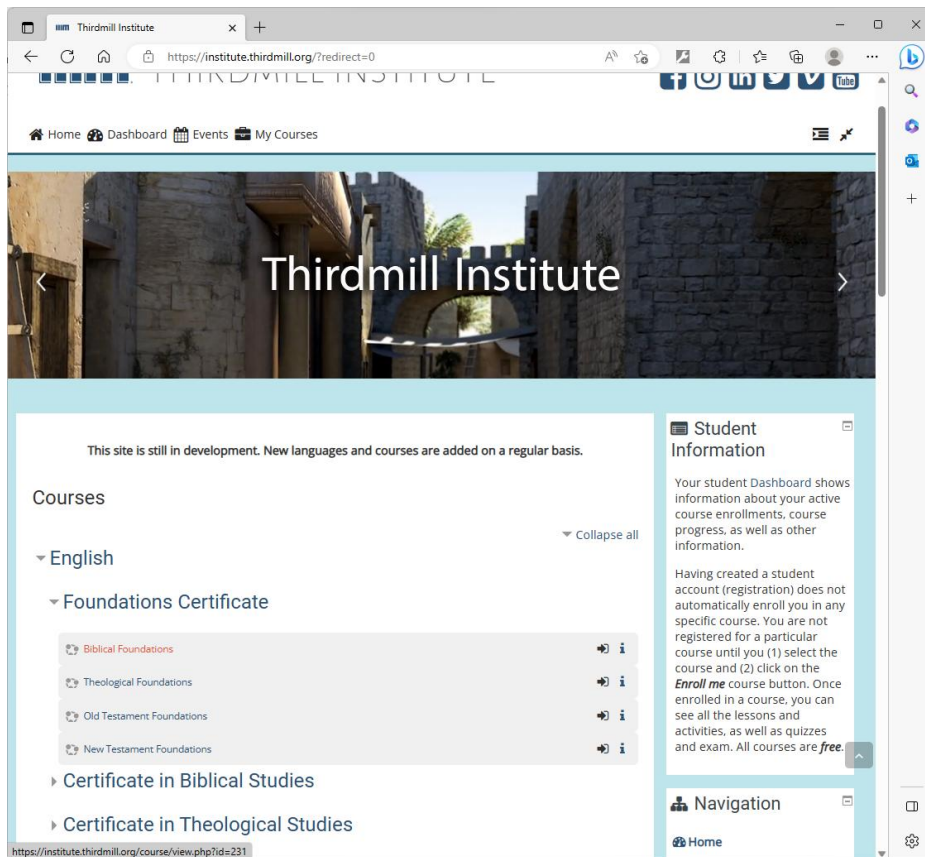 Thirdmill Institute
https://institute.thirdmill.org/?redirect=0
THIRDMILL INSTITUTE
Tube
Home Dashboard Events My Courses
Thirdmill Institute
This site is still in development. New languages and courses are added on a regular basis.
Courses
Collapse all
English
Foundations Certificate
Biblical Foundations
Theological Foundations
Old Testament Foundations
New Testament Foundations
Certificate in Biblical Studies
Certificate in Theological Studies
Student
Information
Your student Dashboard shows
information about your active
course enrollments, course
progress, as well as other
information.
Having created a student
account (registration) does not
automatically enroll you in any
specific course. You are not
registered for a particular
course until you (1) select the
course and (2) click on the
Enroll me course button. Once
enrolled in a course, you can
see all the lessons and
activities, as well as quizzes
and exam. All courses are free.
Navigation
Home
https://institute.thirdmill.org/course/view.php?id=231